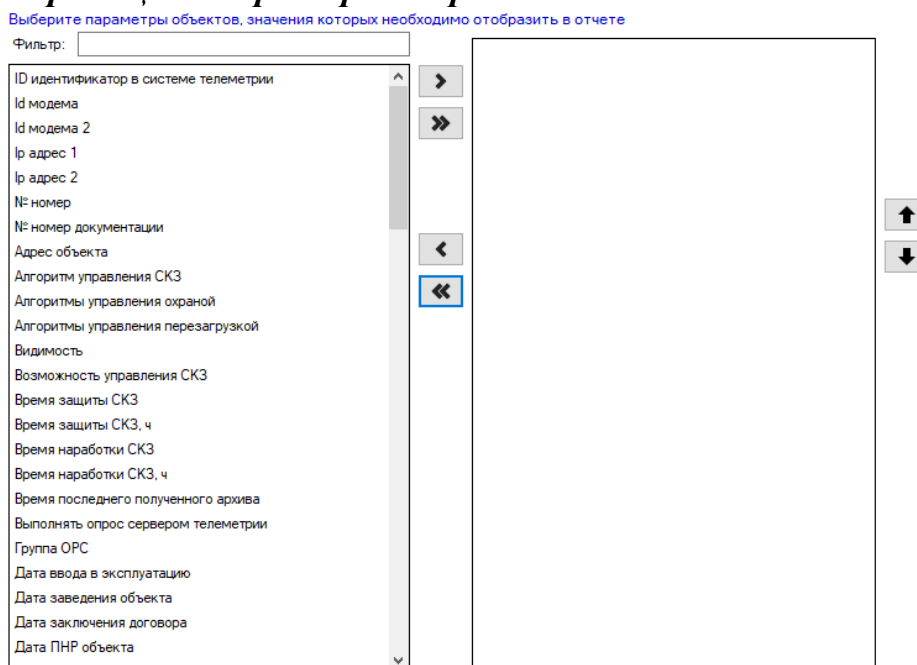 Выберите параметры объектов, значения которых необходимо отобразить в отчете
Фильтр:
ID идентификатор в системе телеметрии
Id модема
Id модема 2
Ip адрес 1
Ip адрес 2
№ номер
№ номер документации
Адрес объекта
Алгоритм управления СКЗ
Алгоритмы управления охраной
Алгоритмы управления перезагрузкой
Видимость
Возможность управления СКЗ
Время защиты СКЗ
Время защиты СКЗ, ч
Время наработки СКЗ
Время наработки СКЗ, ч
Время последнего полученного архива
Выполнять опрос сервером телеметрии
Группа OPC
Дата ввода в эксплуатацию
Дата заведения объекта
Дата заключения договора
Дата ПНР объекта